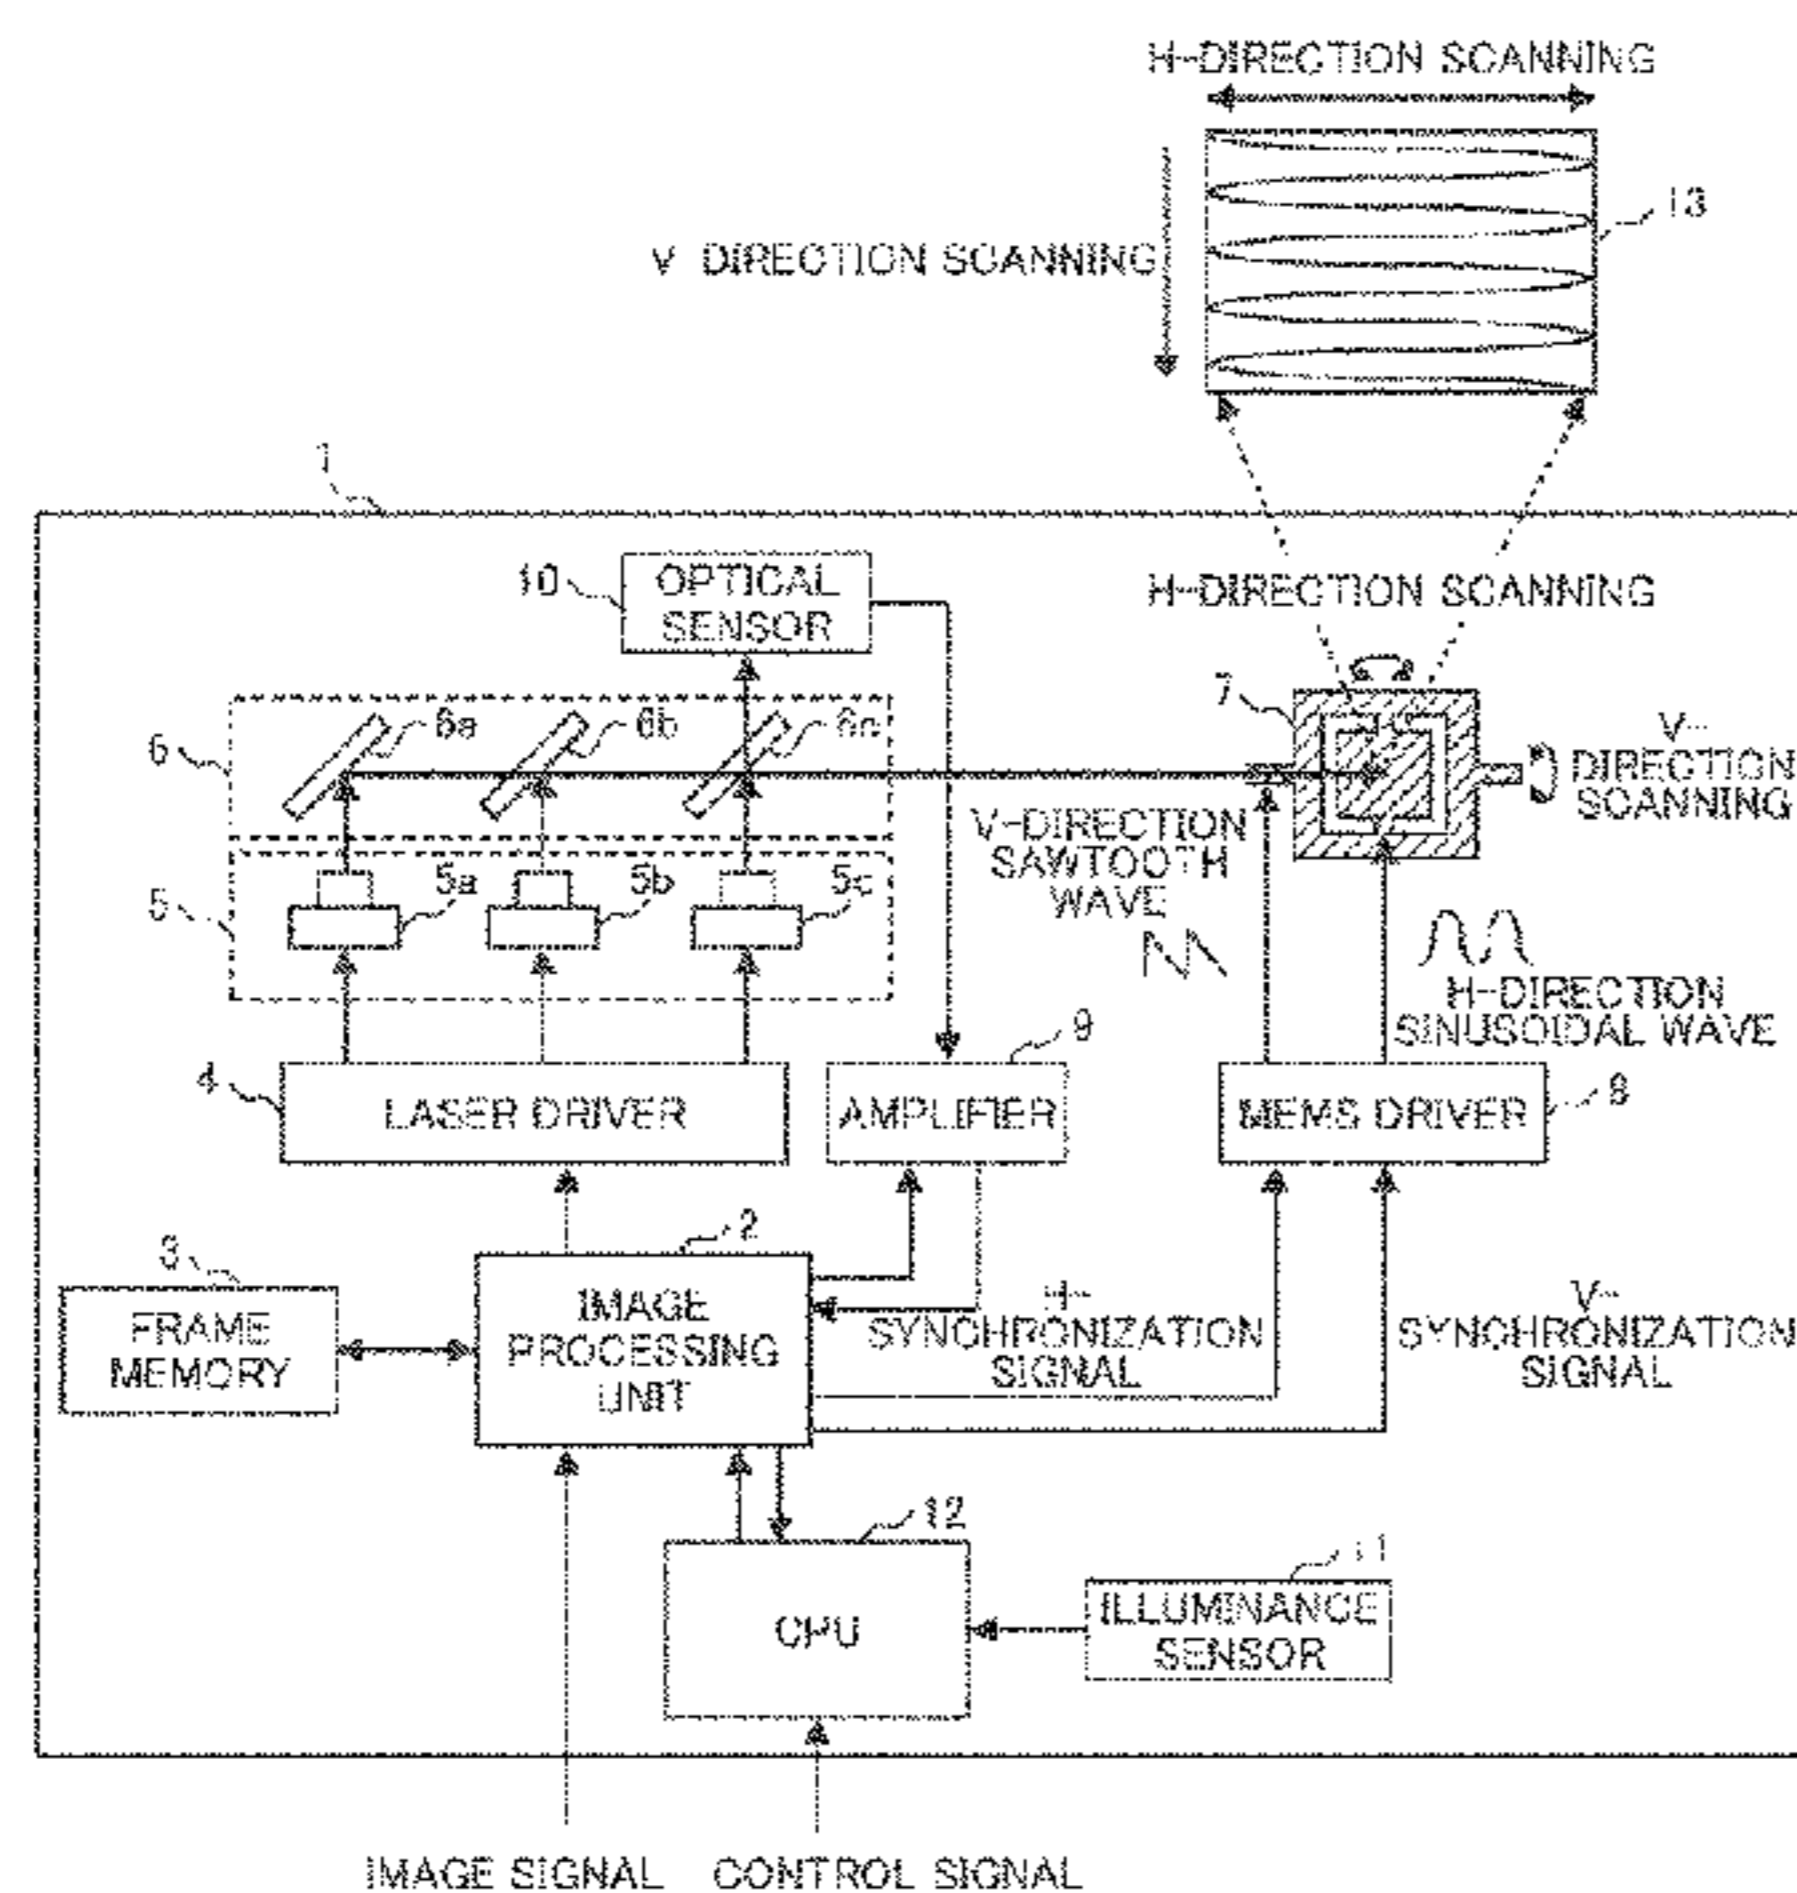 H-DIRECTION SCANNING
13
V DIRECTION SCANNING
1
10
OPTICAL
SENSOR
H-DIRECTION SCANNING
7
6
6a
6b
6c
V-
DIRECTION
SCANNING
V-DIRECTION
SAWTOOTH
WAVE
5
5a
5b
5c
H-DIRECTION
SINUSOIDAL WAVE
4
LASER DRIVER
9
AMPLIFIER
MEMS DRIVER
8
3
FRAME
MEMORY
2
IMAGE
PROCESSING
UNIT
H-
SYNCHRONIZATION
SIGNAL
V-
SYNCHRONIZATION
SIGNAL
12
CPU
11
ILLUMINANCE
SENSOR
IMAGE SIGNAL
CONTROL SIGNAL